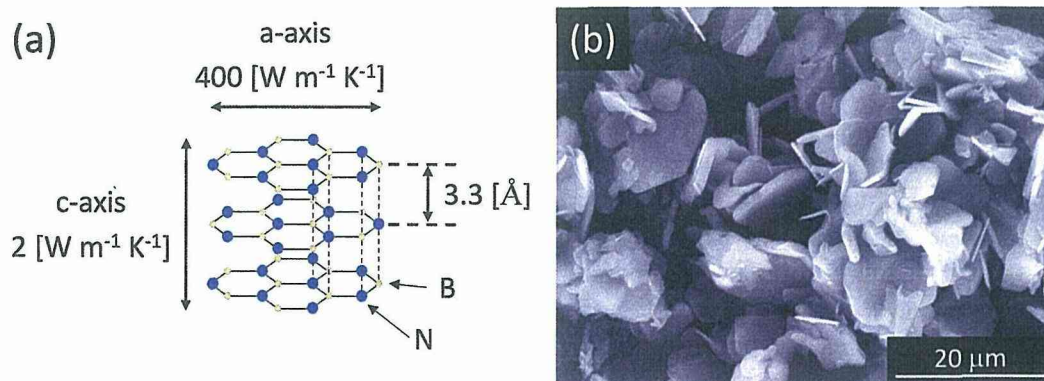 (a)
a-axis
400 [W m⁻¹ K⁻¹]
c-axis
2 [W m⁻¹ K⁻¹]
3.3 [Å]
B
N
(b)
20 μm